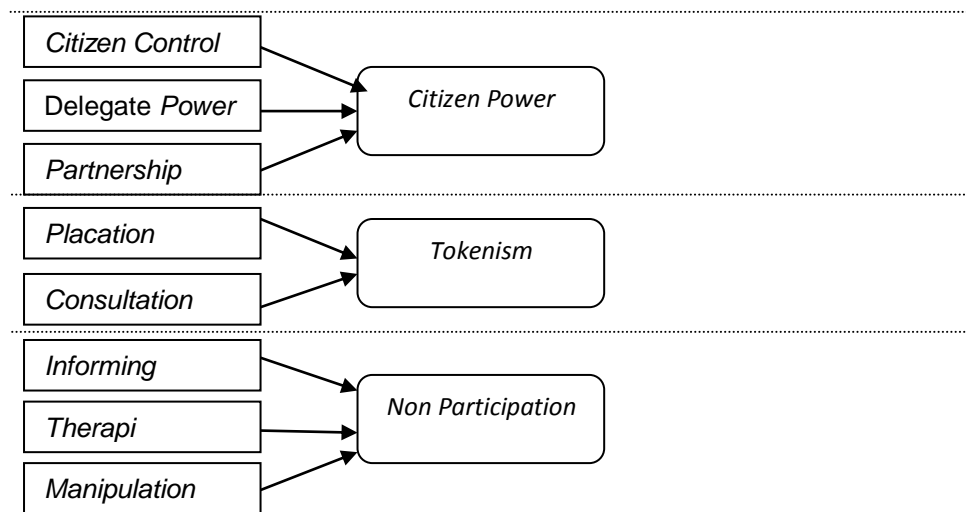 Citizen Control
Delegate Power
Partnership
Citizen Power
Placation
Consultation
Tokenism
Informing
Therapi
Manipulation
Non Participation